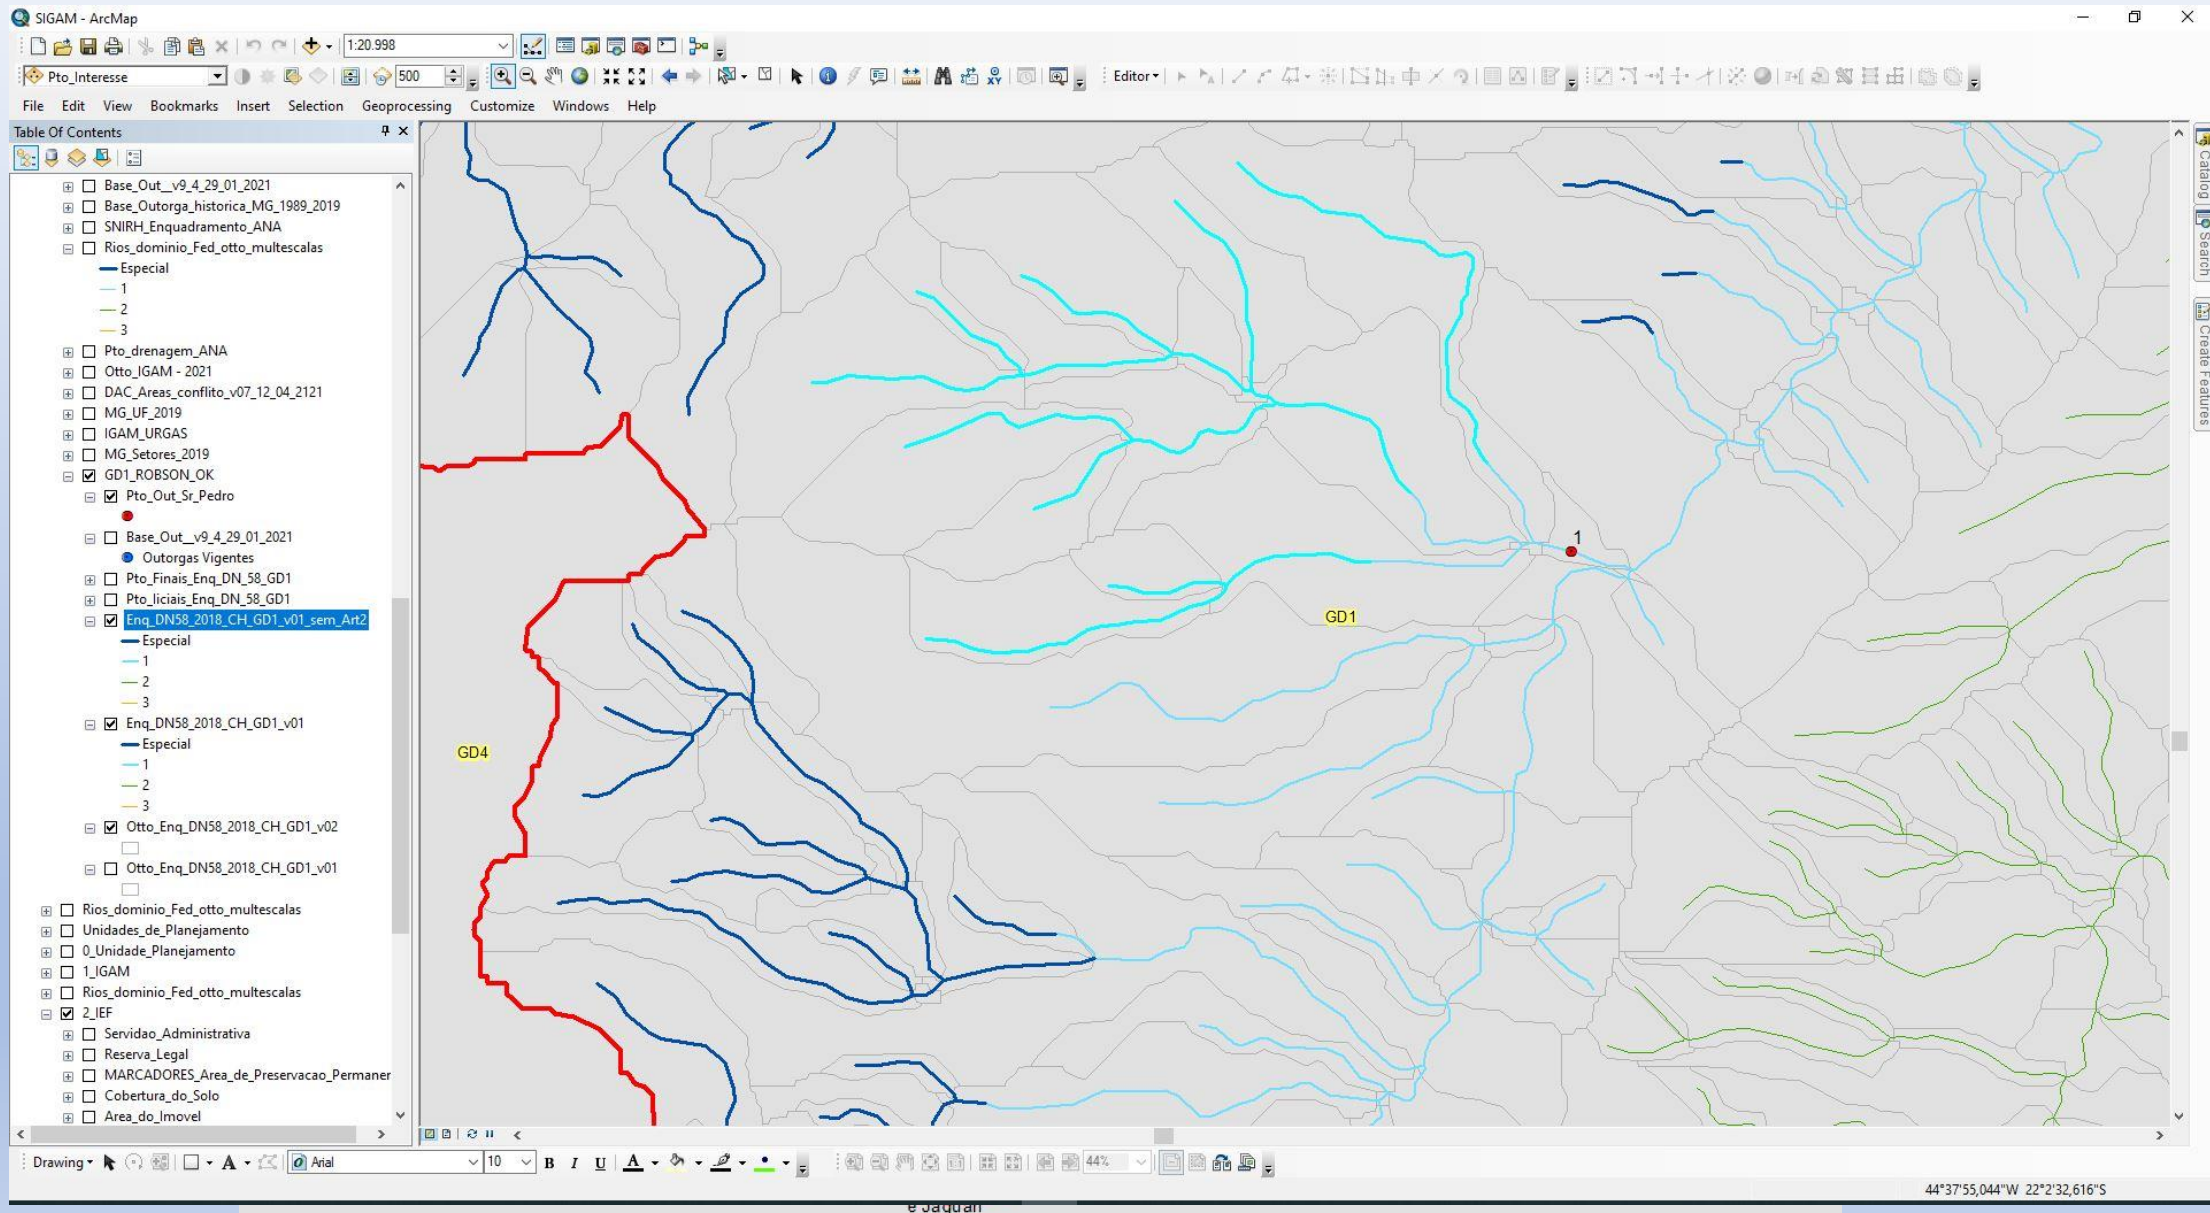 SIGAM - ArcMap
1:20.998
Pto_Interesse
500
Editor
File Edit View Bookmarks Insert Selection Geoprocessing Customize Windows Help
Table Of Contents
Base_Out__v9_4_29_01_2021
Base_Outorga_historica_MG_1989_2019
SNIRH_Enquadramento_ANA
Rios_dominio_Fed_otto_multescalas
Especial
1
2
3
Pto_drenagem_ANA
Otto_IGAM - 2021
DAC_Areas_conflito_v07_12_04_2121
MG_UF_2019
IGAM_URGAS
MG_Setores_2019
GD1_ROBSON_OK
Pto_Out_Sr_Pedro
Base_Out__v9_4_29_01_2021
Outorgas Vigentes
Pto_Finais_Enq_DN_58_GD1
Pto_Iiciais_Enq_DN_58_GD1
Enq_DN58_2018_CH_GD1_v01_sem_Art2
Especial
1
2
3
Enq_DN58_2018_CH_GD1_v01
Especial
1
2
3
Otto_Enq_DN58_2018_CH_GD1_v02
Otto_Enq_DN58_2018_CH_GD1_v01
Rios_dominio_Fed_otto_multescalas
Unidades_de_Planejamento
0_Unidade_Planejamento
1_IGAM
Rios_dominio_Fed_otto_multescalas
2_IEF
Servidao_Administrativa
Reserva_Legal
MARCADORES_Area_de_Preservacao_Permaner
Cobertura_do_Solo
Area_do_Imovel
1
GD1
GD4
Catalog
Search
Create Features
Drawing
Arial
10
B I U A
44%
44°37'55,044"W 22°2'32,616"S